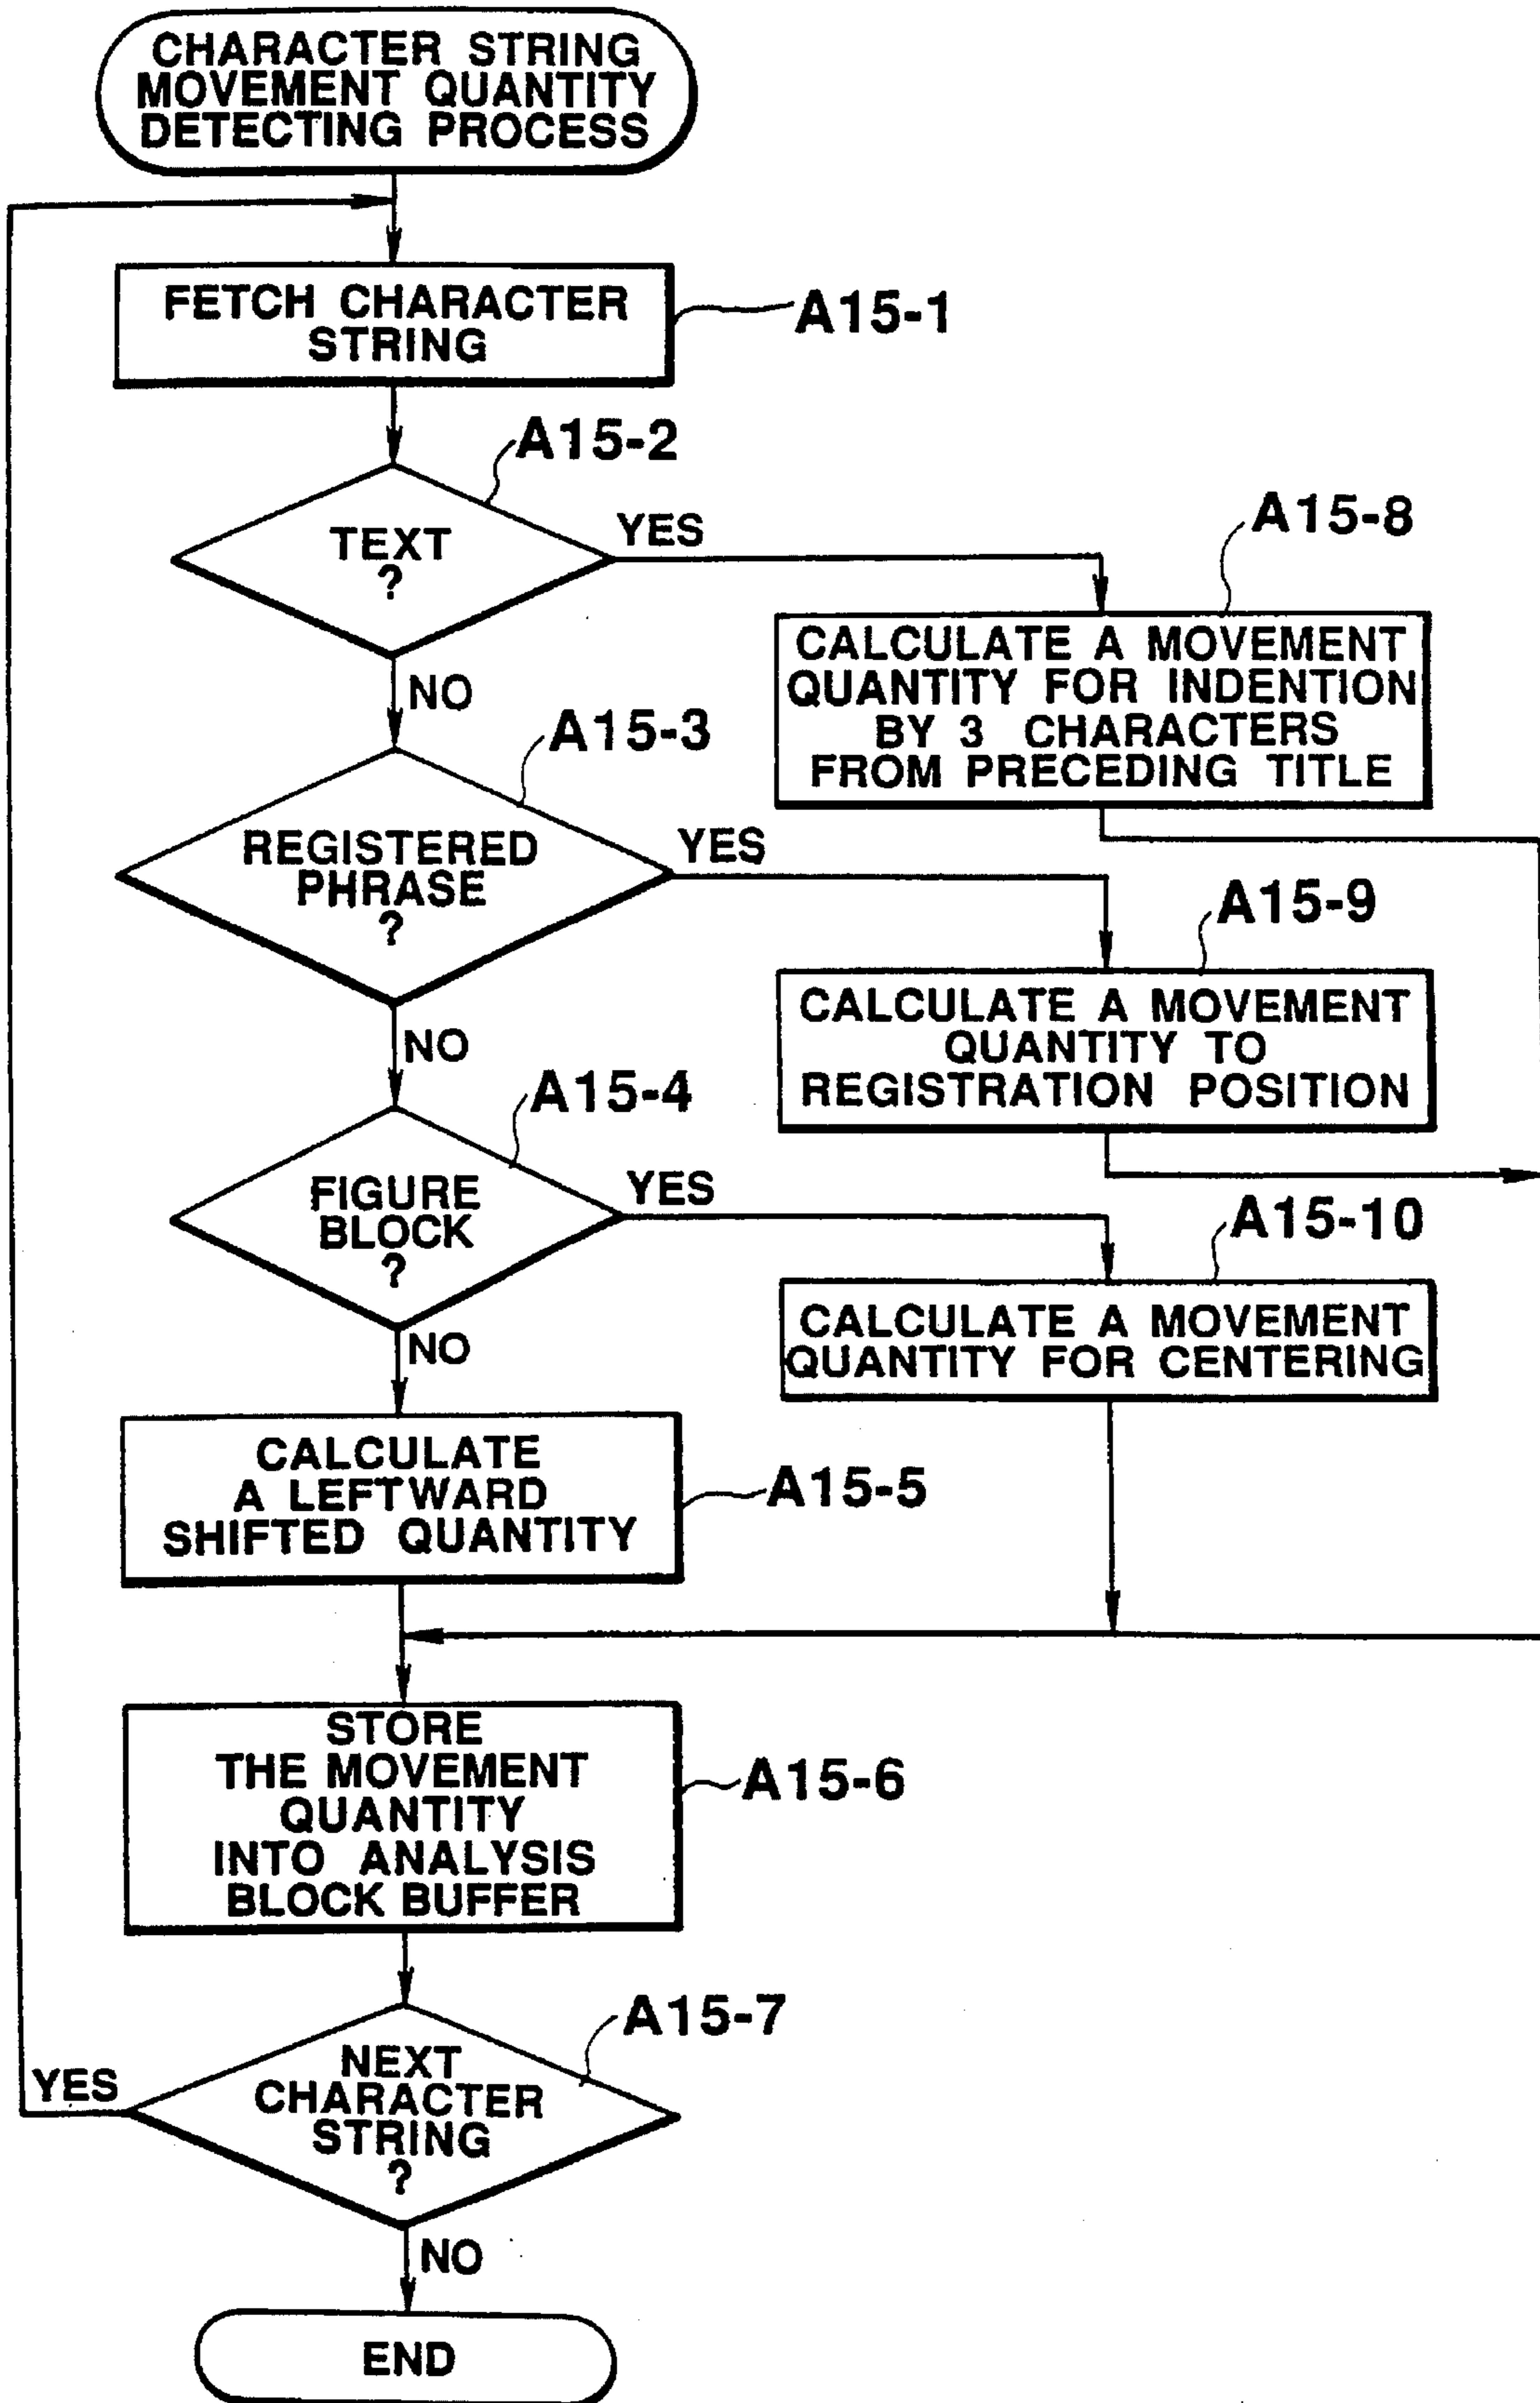 CHARACTER STRING
MOVEMENT QUANTITY
DETECTING PROCESS
FETCH CHARACTER
STRING
A15-1
A15-2
TEXT
?
YES
NO
A15-8
CALCULATE A MOVEMENT
QUANTITY FOR INDENTION
BY 3 CHARACTERS
FROM PRECEDING TITLE
A15-3
REGISTERED
PHRASE
?
YES
NO
A15-9
CALCULATE A MOVEMENT
QUANTITY TO
REGISTRATION POSITION
A15-4
FIGURE
BLOCK
?
YES
NO
A15-10
CALCULATE A MOVEMENT
QUANTITY FOR CENTERING
CALCULATE
A LEFTWARD
SHIFTED QUANTITY
A15-5
STORE
THE MOVEMENT
QUANTITY
INTO ANALYSIS
BLOCK BUFFER
A15-6
A15-7
NEXT
CHARACTER
STRING
?
YES
NO
END